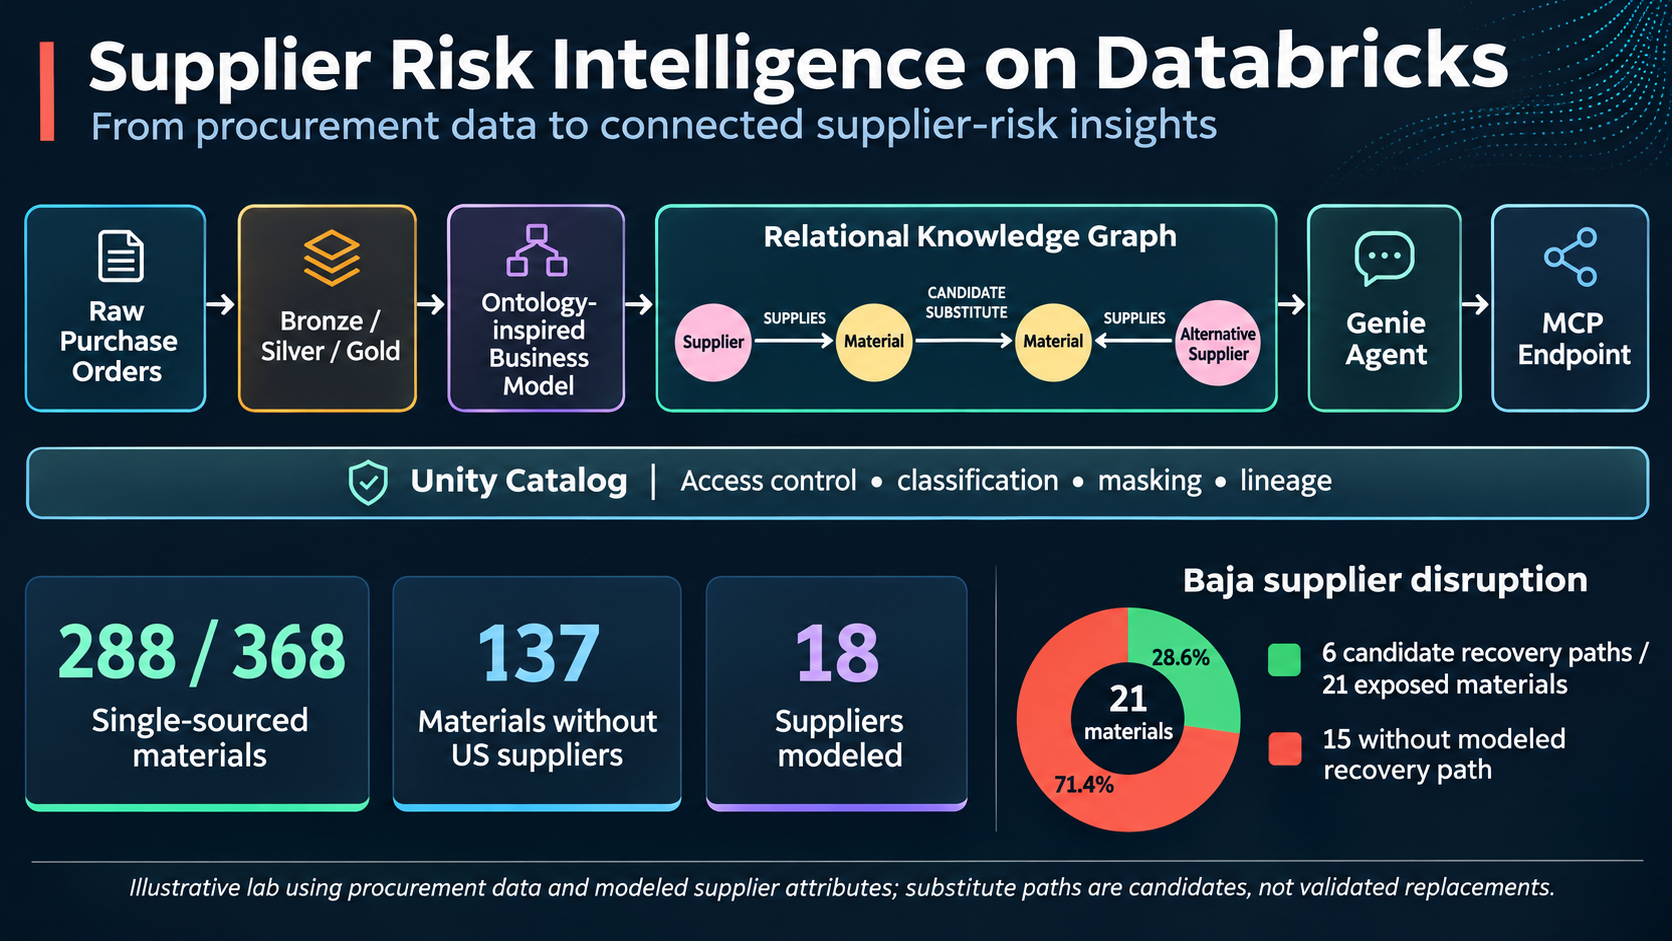 Supplier Risk Intelligence on Databricks
From procurement data to connected supplier-risk insights
Raw
Purchase
Orders
Bronze /
Silver / Gold
Ontology-
inspired
Business
Model
Relational Knowledge Graph
Supplier
SUPPLIES
Material
CANDIDATE
SUBSTITUTE
Material
SUPPLIES
Alternative
Supplier
Genie
Agent
MCP
Endpoint
Unity Catalog | Access control • classification • masking • lineage
288 / 368
Single-sourced
materials
137
Materials without
US suppliers
18
Suppliers
modeled
Baja supplier disruption
28.6%
21
materials
71.4%
6 candidate recovery paths /
21 exposed materials
15 without modeled
recovery path
Illustrative lab using procurement data and modeled supplier attributes; substitute paths are candidates, not validated replacements.